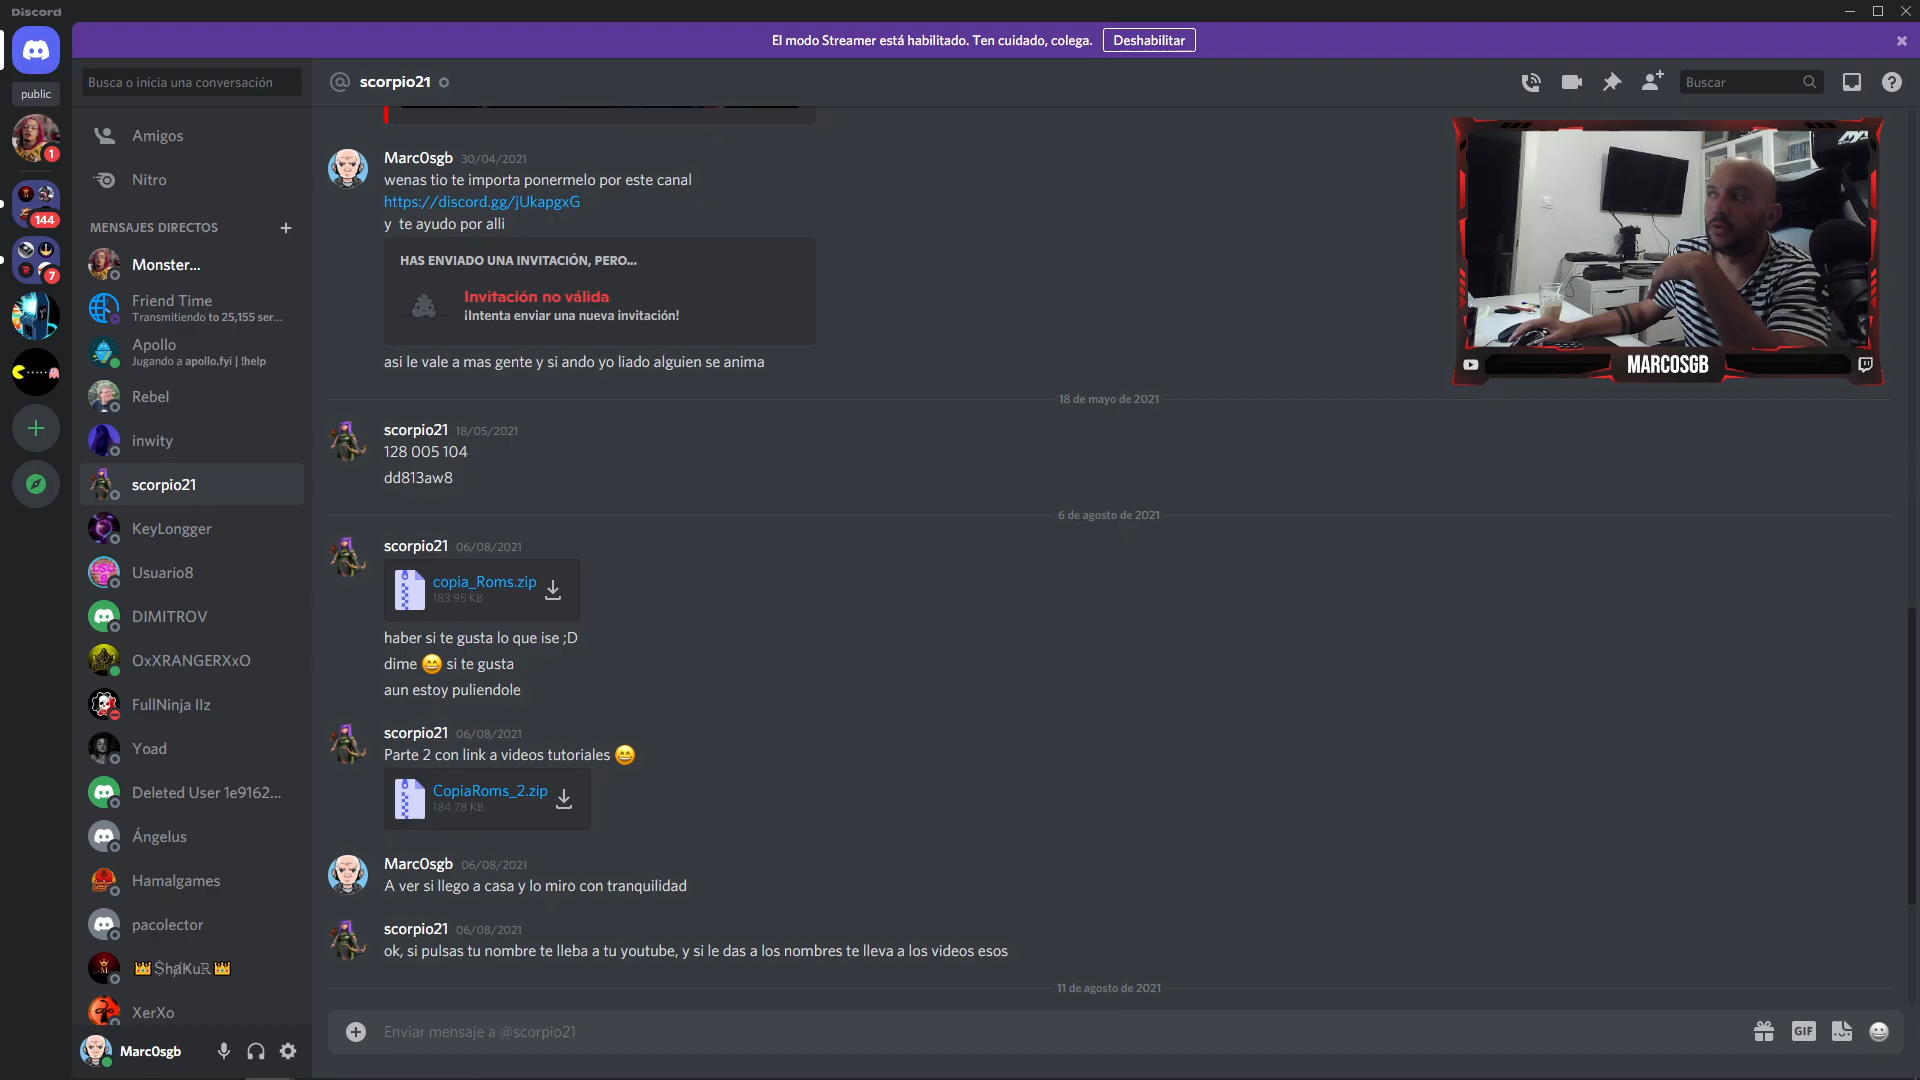 Discord
El modo Streamer está habilitado. Ten cuidado, colega.
Deshabilitar
Busca o inicia una conversación
scorpio21
Buscar
public
Amigos
Nitro
MENSAJES DIRECTOS
Monster...
Friend Time
Transmitiendo to 25,155 ser...
Apollo
Jugando a apollo.fyi | !help
Rebel
inwity
scorpio21
KeyLongger
Usuario8
DIMITROV
OxXRANGERXxO
FullNinja IIz
Yoad
Deleted User 1e9162...
Ángelus
Hamalgames
pacolector
👑ShaKuR👑
XerXo
Marc0sgb
1
144
7
Marc0sgb 30/04/2021
wenas tio te importa ponermelo por este canal
https://discord.gg/jUkapgxG
y te ayudo por alli
HAS ENVIADO UNA INVITACIÓN, PERO...
Invitación no válida
¡Intenta enviar una nueva invitación!
asi le vale a mas gente y si ando yo liado alguien se anima
18 de mayo de 2021
scorpio21 18/05/2021
128 005 104
dd813aw8
6 de agosto de 2021
scorpio21 06/08/2021
copia_Roms.zip
183.95 KB
haber si te gusta lo que ise ;D
dime 😄 si te gusta
aun estoy puliendole
scorpio21 06/08/2021
Parte 2 con link a videos tutoriales 😄
CopiaRoms_2.zip
184.78 KB
Marc0sgb 06/08/2021
A ver si llego a casa y lo miro con tranquilidad
scorpio21 06/08/2021
ok, si pulsas tu nombre te lleba a tu youtube, y si le das a los nombres te lleva a los videos esos
11 de agosto de 2021
Enviar mensaje a @scorpio21
GIF
MARCOSGB